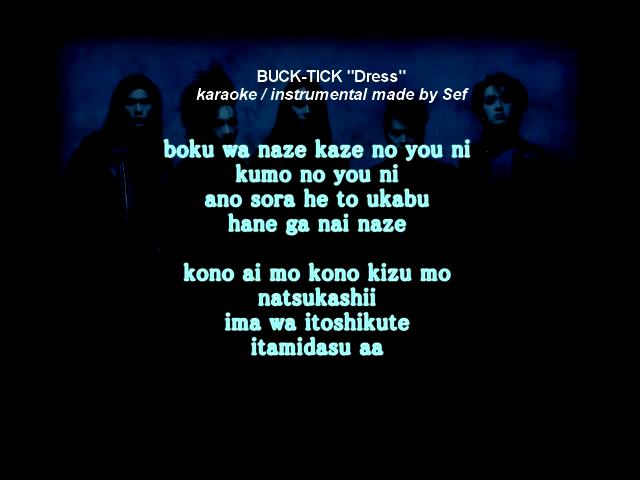 BUCK-TICK "Dress"
karaoke / instrumental made by Sef
boku wa naze kaze no you ni
kumo no you ni
ano sora he to ukabu
hane ga nai naze
kono ai mo kono kizu mo
natsukashii
ima wa itoshikute
itamidasu aa